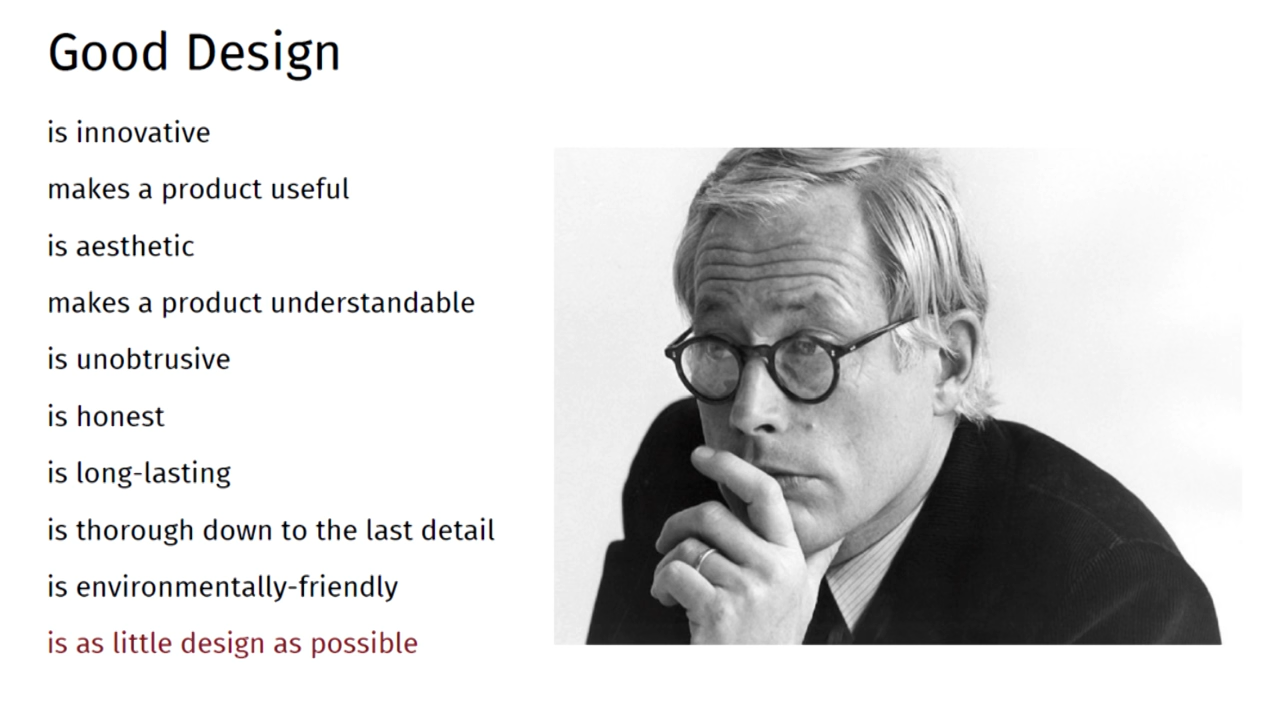 Good Design
is innovative
makes a product useful
is aesthetic
makes a product understandable
is unobtrusive
is honest
is long-lasting
is thorough down to the last detail
is environmentally-friendly
is as little design as possible